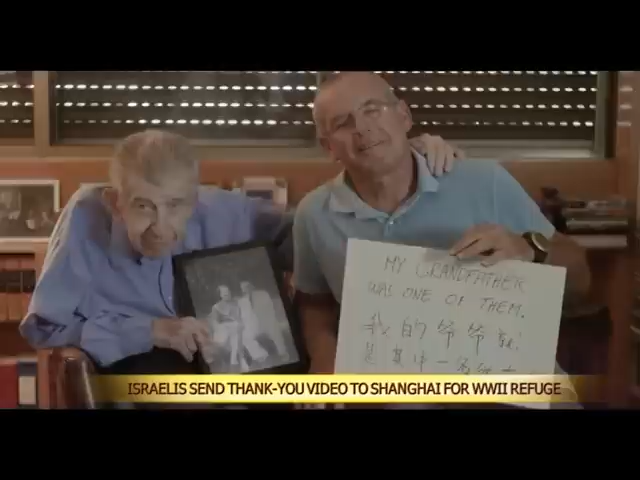 MY GRANDFATHER
WAS ONE OF THEM.
我的爷爷就
是其中一名
ISRAELIS SEND THANK-YOU VIDEO TO SHANGHAI FOR WWII REFUGE